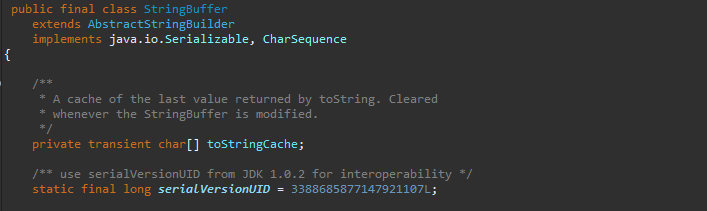 public final class StringBuffer
extends AbstractStringBuilder
implements java.io.Serializable, CharSequence
{
/**
* A cache of the last value returned by toString. Cleared
* whenever the StringBuffer is modified.
*/
private transient char[] toStringCache;
/** use serialVersionUID from JDK 1.0.2 for interoperability */
static final long serialVersionUID = 3388685877147921107L;